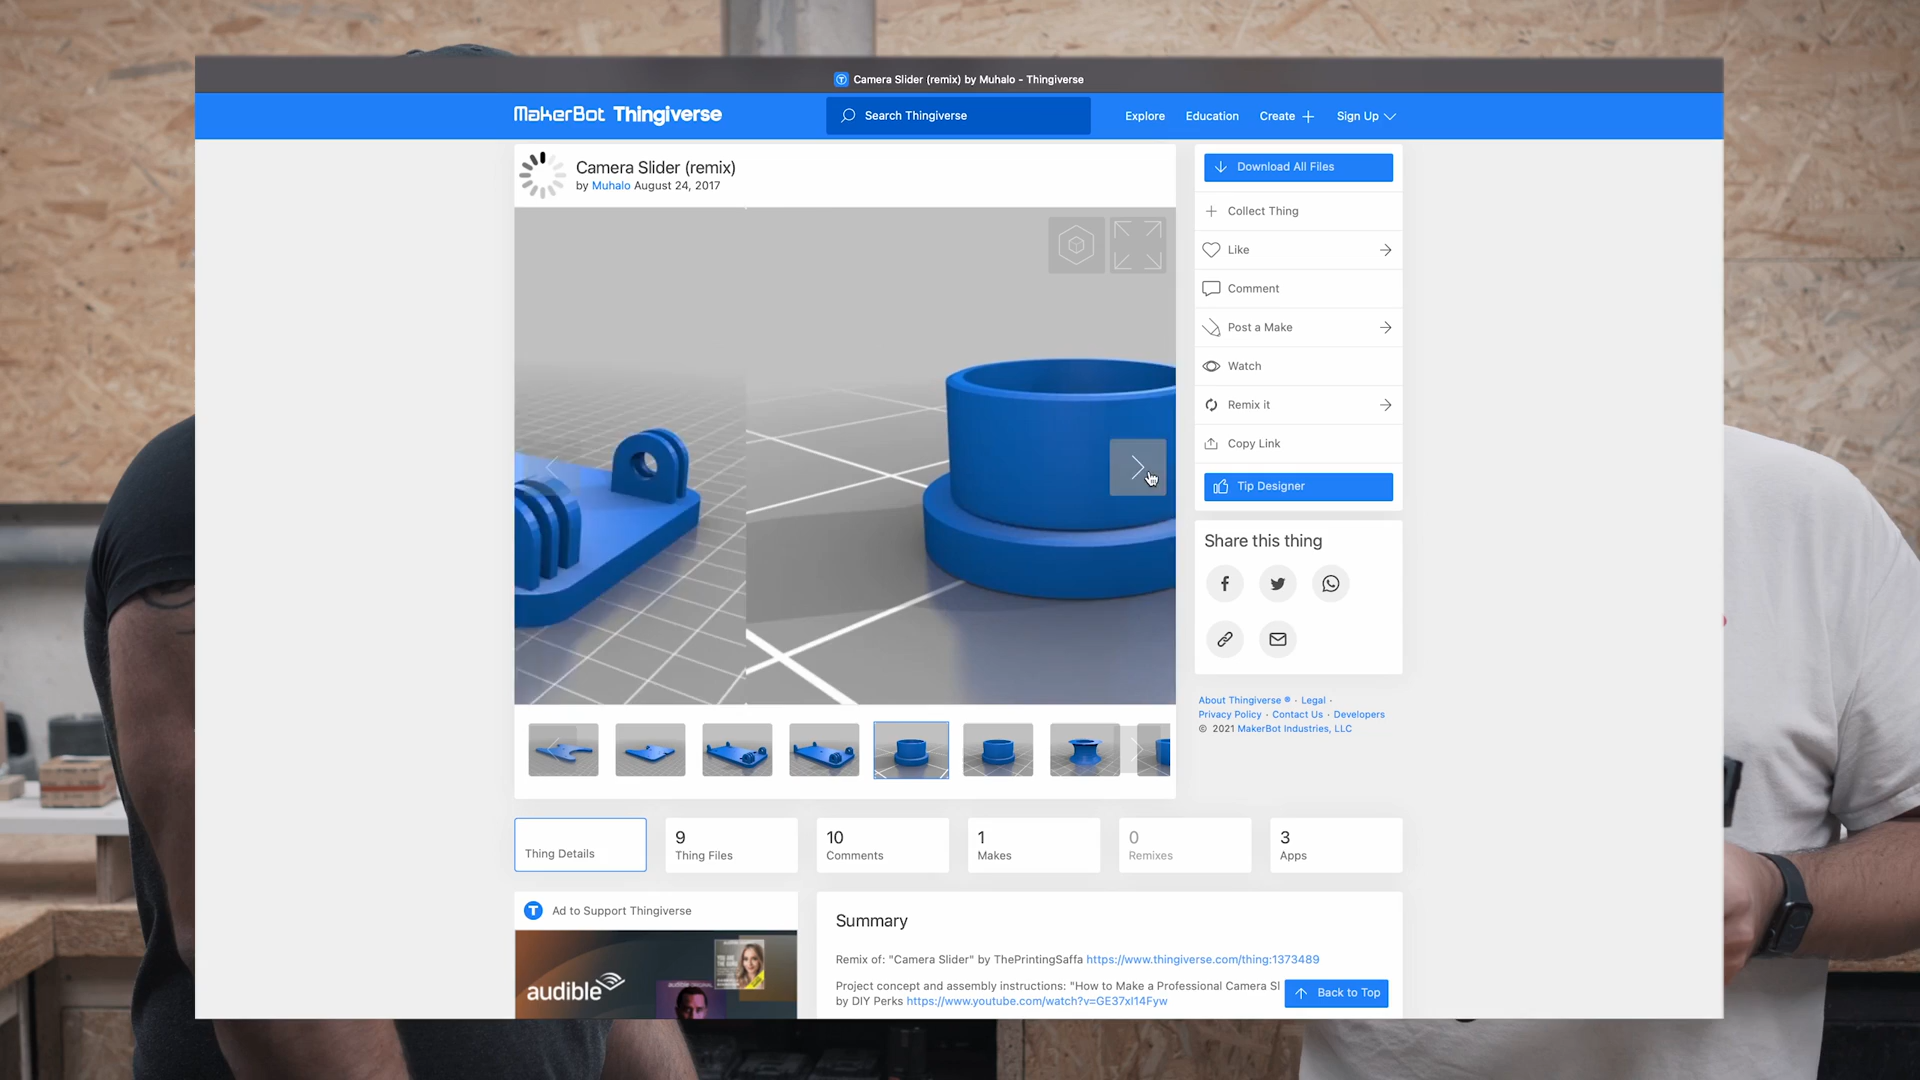 Camera Slider (remix) by Muhalo - Thingiverse
MakerBot Thingiverse
Search Thingiverse
Explore
Education
Create
Sign Up
Camera Slider (remix)
by Muhalo August 24, 2017
Download All Files
Collect Thing
Like
Comment
Post a Make
Watch
Remix it
Copy Link
Tip Designer
Share this thing
About Thingiverse ® · Legal ·
Privacy Policy · Contact Us · Developers
© 2021 MakerBot Industries, LLC
Thing Details
9
Thing Files
10
Comments
1
Makes
0
Remixes
3
Apps
Ad to Support Thingiverse
audible
Summary
Remix of: "Camera Slider" by ThePrintingSaffa https://www.thingiverse.com/thing:1373489
Project concept and assembly instructions: "How to Make a Professional Camera Sl
by DIY Perks https://www.youtube.com/watch?v=GE37xI14Fyw
Back to Top